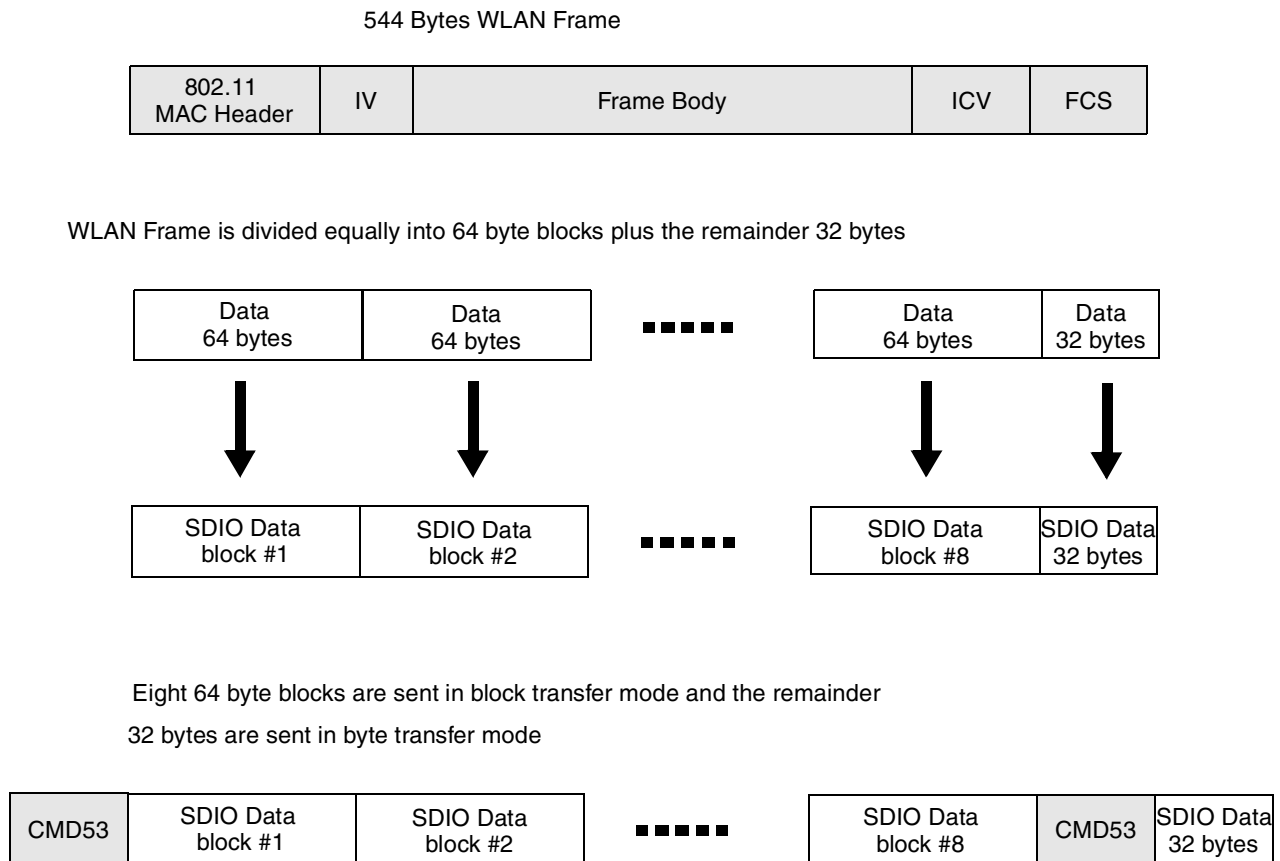 544 Bytes WLAN Frame
802.11
MAC Header
IV
Frame Body
ICV
FCS
WLAN Frame is divided equally into 64 byte blocks plus the remainder 32 bytes
Data
64 bytes
Data
64 bytes
Data
64 bytes
Data
32 bytes
SDIO Data
block #1
SDIO Data
block #2
SDIO Data
block #8
SDIO Data
32 bytes
Eight 64 byte blocks are sent in block transfer mode and the remainder
32 bytes are sent in byte transfer mode
CMD53
SDIO Data
block #1
SDIO Data
block #2
SDIO Data
block #8
CMD53
SDIO Data
32 bytes